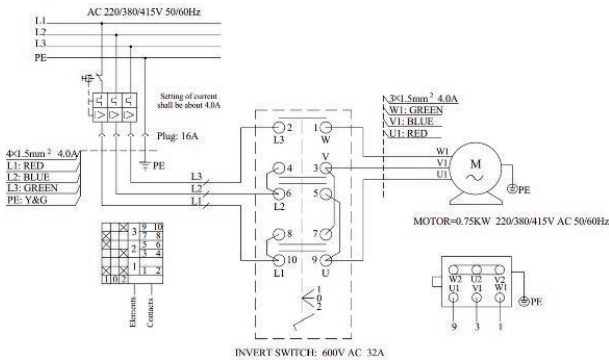 AC 220/380/415V 50/60Hz
L1
L2
L3
PE
Setting of current
shall be about 4.0A
Plug: 16A
PE
4×1.5mm² 4.0A
L1: RED
L2: BLUE
L3: GREEN
PE: Y&G
L3
L2
L1
2 1
L3 W
V
4 3
6 5
L2
8 7
10 9
L1 U
1
0
2
INVERT SWITCH: 600V AC 32A
3×1.5mm² 4.0A
W1: GREEN
V1: BLUE
U1: RED
W1
V1
U1
M
PE
MOTOR=0.75KW 220/380/415V AC 50/60Hz
W2 U2 V2
U1 V1 W1
PE
9 3 1
3 9 10
7 8
2 5 6
3 4
1 1 2
1 0 2
Elements
Contacts